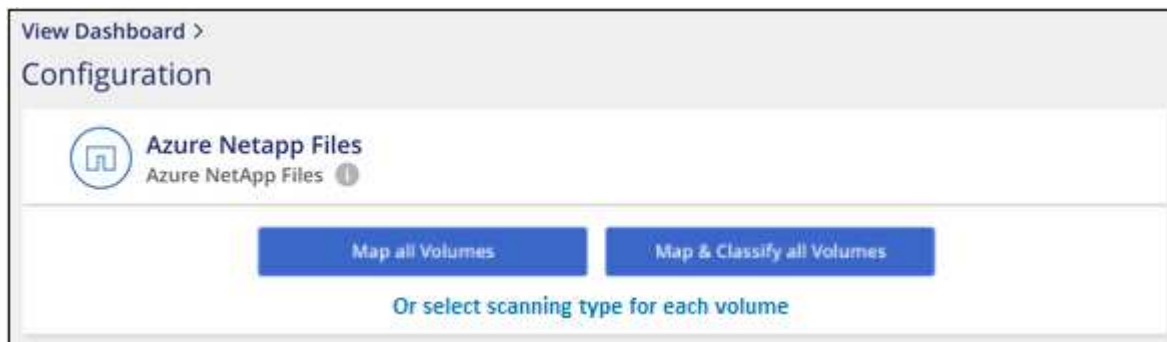 View Dashboard >
Configuration
Azure Netapp Files
Azure NetApp Files i
Map all Volumes
Map & Classify all Volumes
Or select scanning type for each volume